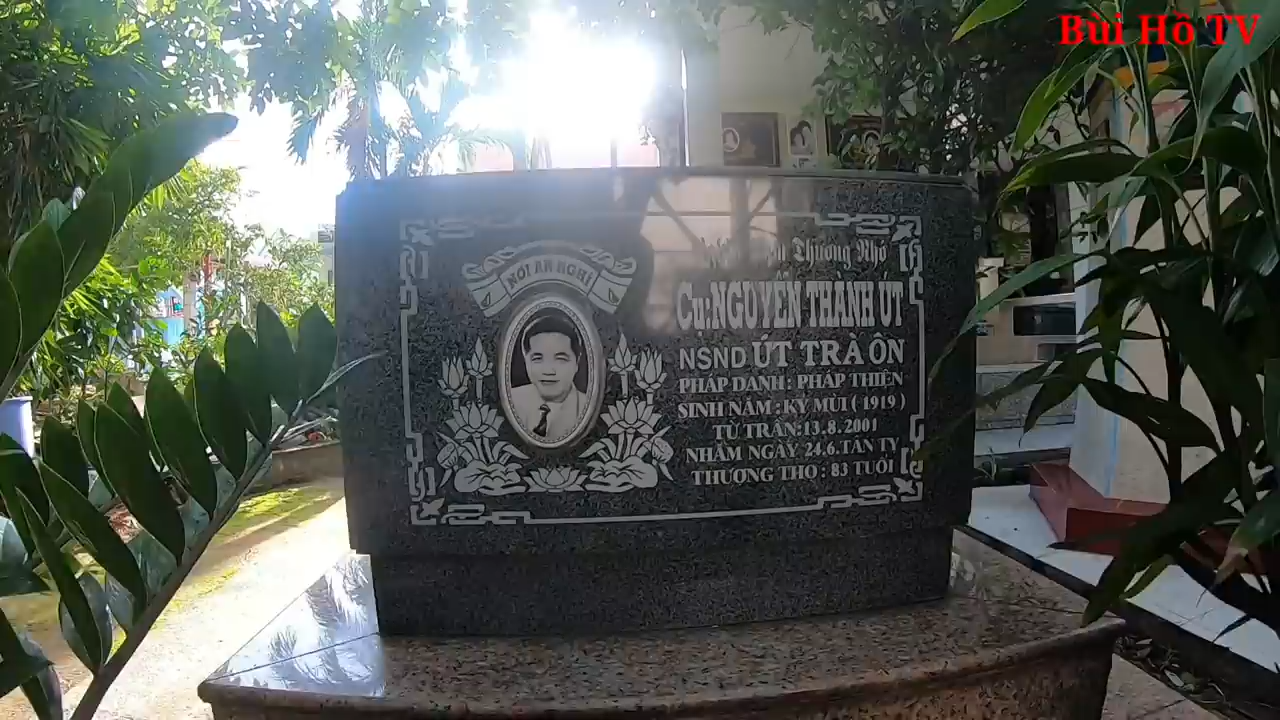 Bùi Hồ TV
NƠI AN NGHỈ
Thương Nhớ
Cụ:NGUYỄN THÀNH ÚT
NSND ÚT TRÀ ÔN
PHÁP DANH : PHÁP THIỆN
SINH NĂM : KỶ MÙI ( 1919 )
TỪ TRẦN:13.8.2001
NHẰM NGÀY 24.6.TÂN TỴ
THƯỢNG THỌ : 83 TUỔI